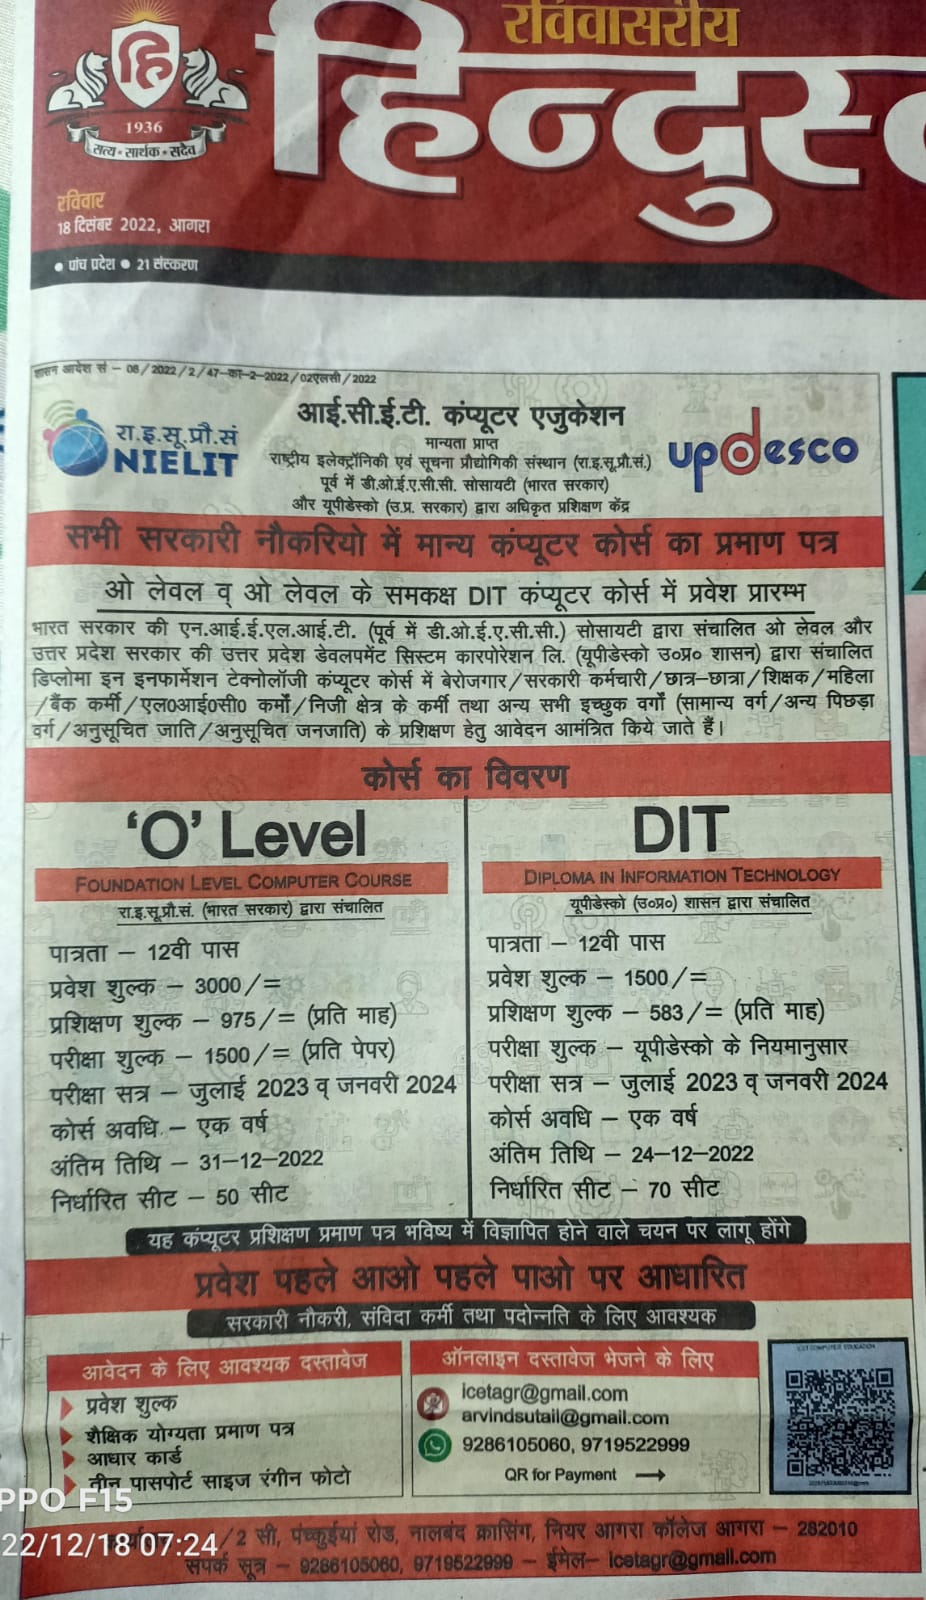 रविवासरीय
हिन्दुस्
हि
1936
सत्य • सार्थक • सदैव
रविवार
18 दिसंबर 2022, आगरा
• पांच प्रदेश • 21 संस्करण
शासन आदेश सं – 06/2022/2/47–का–2–2022/02एलसी/2022
रा.इ.सू.प्रौ.सं
NIELIT
आई.सी.ई.टी. कंप्यूटर एजुकेशन
मान्यता प्राप्त
राष्ट्रीय इलेक्ट्रॉनिकी एवं सूचना प्रौद्योगिकी संस्थान (रा.इ.सू.प्रौ.सं.)
पूर्व में डी.ओ.ई.ए.सी.सी. सोसायटी (भारत सरकार)
और यूपीडेस्को (उ.प्र. सरकार) द्वारा अधिकृत प्रशिक्षण केंद्र
updesco
सभी सरकारी नौकरियो में मान्य कंप्यूटर कोर्स का प्रमाण पत्र
ओ लेवल व् ओ लेवल के समकक्ष DIT कंप्यूटर कोर्स में प्रवेश प्रारम्भ
भारत सरकार की एन.आई.ई.एल.आई.टी. (पूर्व में डी.ओ.ई.ए.सी.सी.) सोसायटी द्वारा संचालित ओ लेवल और
उत्तर प्रदेश सरकार की उत्तर प्रदेश डेवलपमेंट सिस्टम कारपोरेशन लि. (यूपीडेस्को उ०प्र० शासन) द्वारा संचालित
डिप्लोमा इन इनफार्मेशन टेक्नोलॉजी कंप्यूटर कोर्स में बेरोजगार/सरकारी कर्मचारी/छात्र–छात्रा/शिक्षक/महिला
/बैंक कर्मी/एल0आई0सी0 कर्मी/निजी क्षेत्र के कर्मी तथा अन्य सभी इच्छुक वर्गो (सामान्य वर्ग/अन्य पिछड़ा
वर्ग/अनुसूचित जाति/अनुसूचित जनजाति) के प्रशिक्षण हेतु आवेदन आमंत्रित किये जाते हैं।
कोर्स का विवरण
'O' Level
FOUNDATION LEVEL COMPUTER COURSE
रा.इ.सू.प्रौ.सं. (भारत सरकार) द्वारा संचालित
पात्रता – 12वी पास
प्रवेश शुल्क – 3000/=
प्रशिक्षण शुल्क – 975/= (प्रति माह)
परीक्षा शुल्क – 1500/= (प्रति पेपर)
परीक्षा सत्र – जुलाई 2023 व् जनवरी 2024
कोर्स अवधि – एक वर्ष
अंतिम तिथि – 31–12–2022
निर्धारित सीट – 50 सीट
DIT
DIPLOMA IN INFORMATION TECHNOLOGY
यूपीडेस्को (उ०प्र०) शासन द्वारा संचालित
पात्रता – 12वी पास
प्रवेश शुल्क – 1500/=
प्रशिक्षण शुल्क – 583/= (प्रति माह)
परीक्षा शुल्क – यूपीडेस्को के नियमानुसार
परीक्षा सत्र – जुलाई 2023 व् जनवरी 2024
कोर्स अवधि – एक वर्ष
अंतिम तिथि – 24–12–2022
निर्धारित सीट – 70 सीट
यह कंप्यूटर प्रशिक्षण प्रमाण पत्र भविष्य में विज्ञापित होने वाले चयन पर लागू होंगे
प्रवेश पहले आओ पहले पाओ पर आधारित
सरकारी नौकरी, संविदा कर्मी तथा पदोन्नति के लिए आवश्यक
आवेदन के लिए आवश्यक दस्तावेज
प्रवेश शुल्क
शैक्षिक योग्यता प्रमाण पत्र
आधार कार्ड
तीन पासपोर्ट साइज रंगीन फोटो
ऑनलाइन दस्तावेज भेजने के लिए
icetagr@gmail.com
arvindsutail@gmail.com
9286105060, 9719522999
QR for Payment
ICET COMPUTER EDUCATION
/2 सी, पंचकुईयां रोड, नालबंद क्रासिंग, नियर आगरा कॉलेज आगरा – 282010
संपर्क सूत्र – 9286105060, 9719522999 – ईमेल– icetagr@gmail.com
PPO F15
22/12/18 07:24